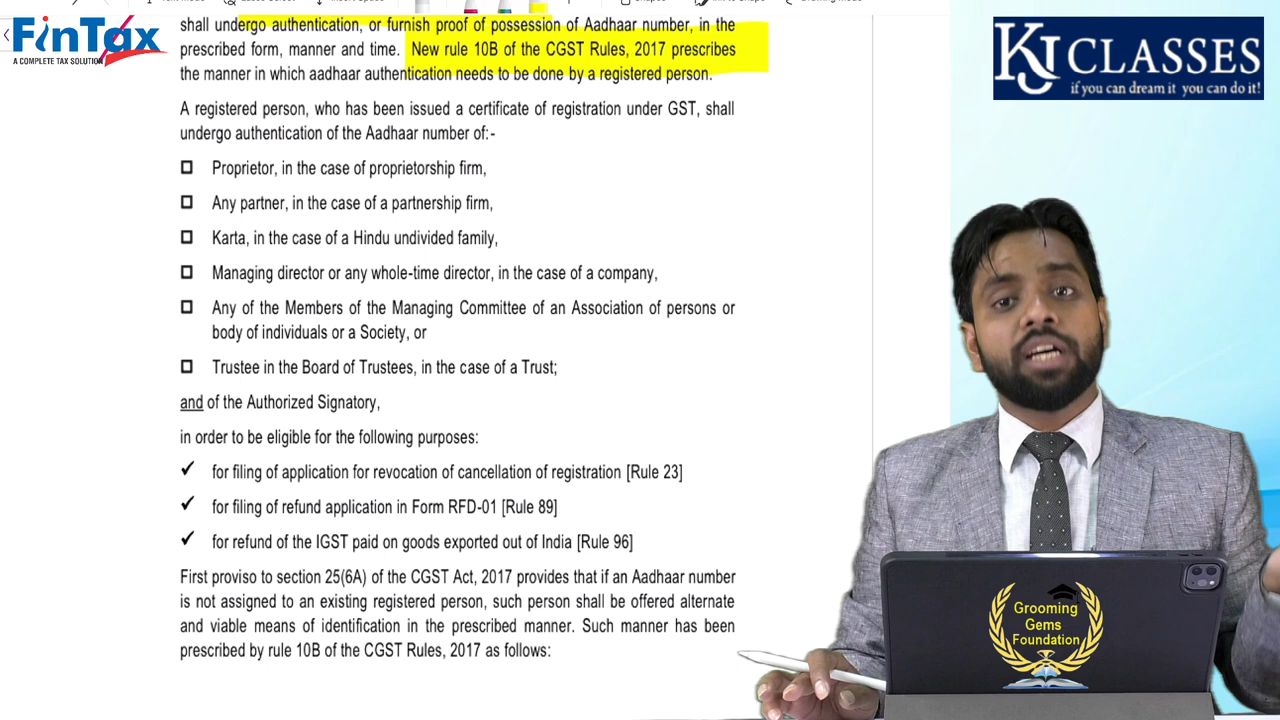 shall undergo authentication, or furnish proof of possession of Aadhaar number, in the
prescribed form, manner and time. New rule 10B of the CGST Rules, 2017 prescribes
the manner in which aadhaar authentication needs to be done by a registered person.
FinTax
A COMPLETE TAX SOLUTION
KJ CLASSES
if you can dream it you can do it!
A registered person, who has been issued a certificate of registration under GST, shall
undergo authentication of the Aadhaar number of:-
Proprietor, in the case of proprietorship firm,
Any partner, in the case of a partnership firm,
Karta, in the case of a Hindu undivided family,
Managing director or any whole-time director, in the case of a company,
Any of the Members of the Managing Committee of an Association of persons or
body of individuals or a Society, or
Trustee in the Board of Trustees, in the case of a Trust;
and of the Authorized Signatory,
in order to be eligible for the following purposes:
✓ for filing of application for revocation of cancellation of registration [Rule 23]
✓ for filing of refund application in Form RFD-01 [Rule 89]
✓ for refund of the IGST paid on goods exported out of India [Rule 96]
First proviso to section 25(6A) of the CGST Act, 2017 provides that if an Aadhaar number
is not assigned to an existing registered person, such person shall be offered alternate
and viable means of identification in the prescribed manner. Such manner has been
prescribed by rule 10B of the CGST Rules, 2017 as follows:
Grooming
Gems
Foundation